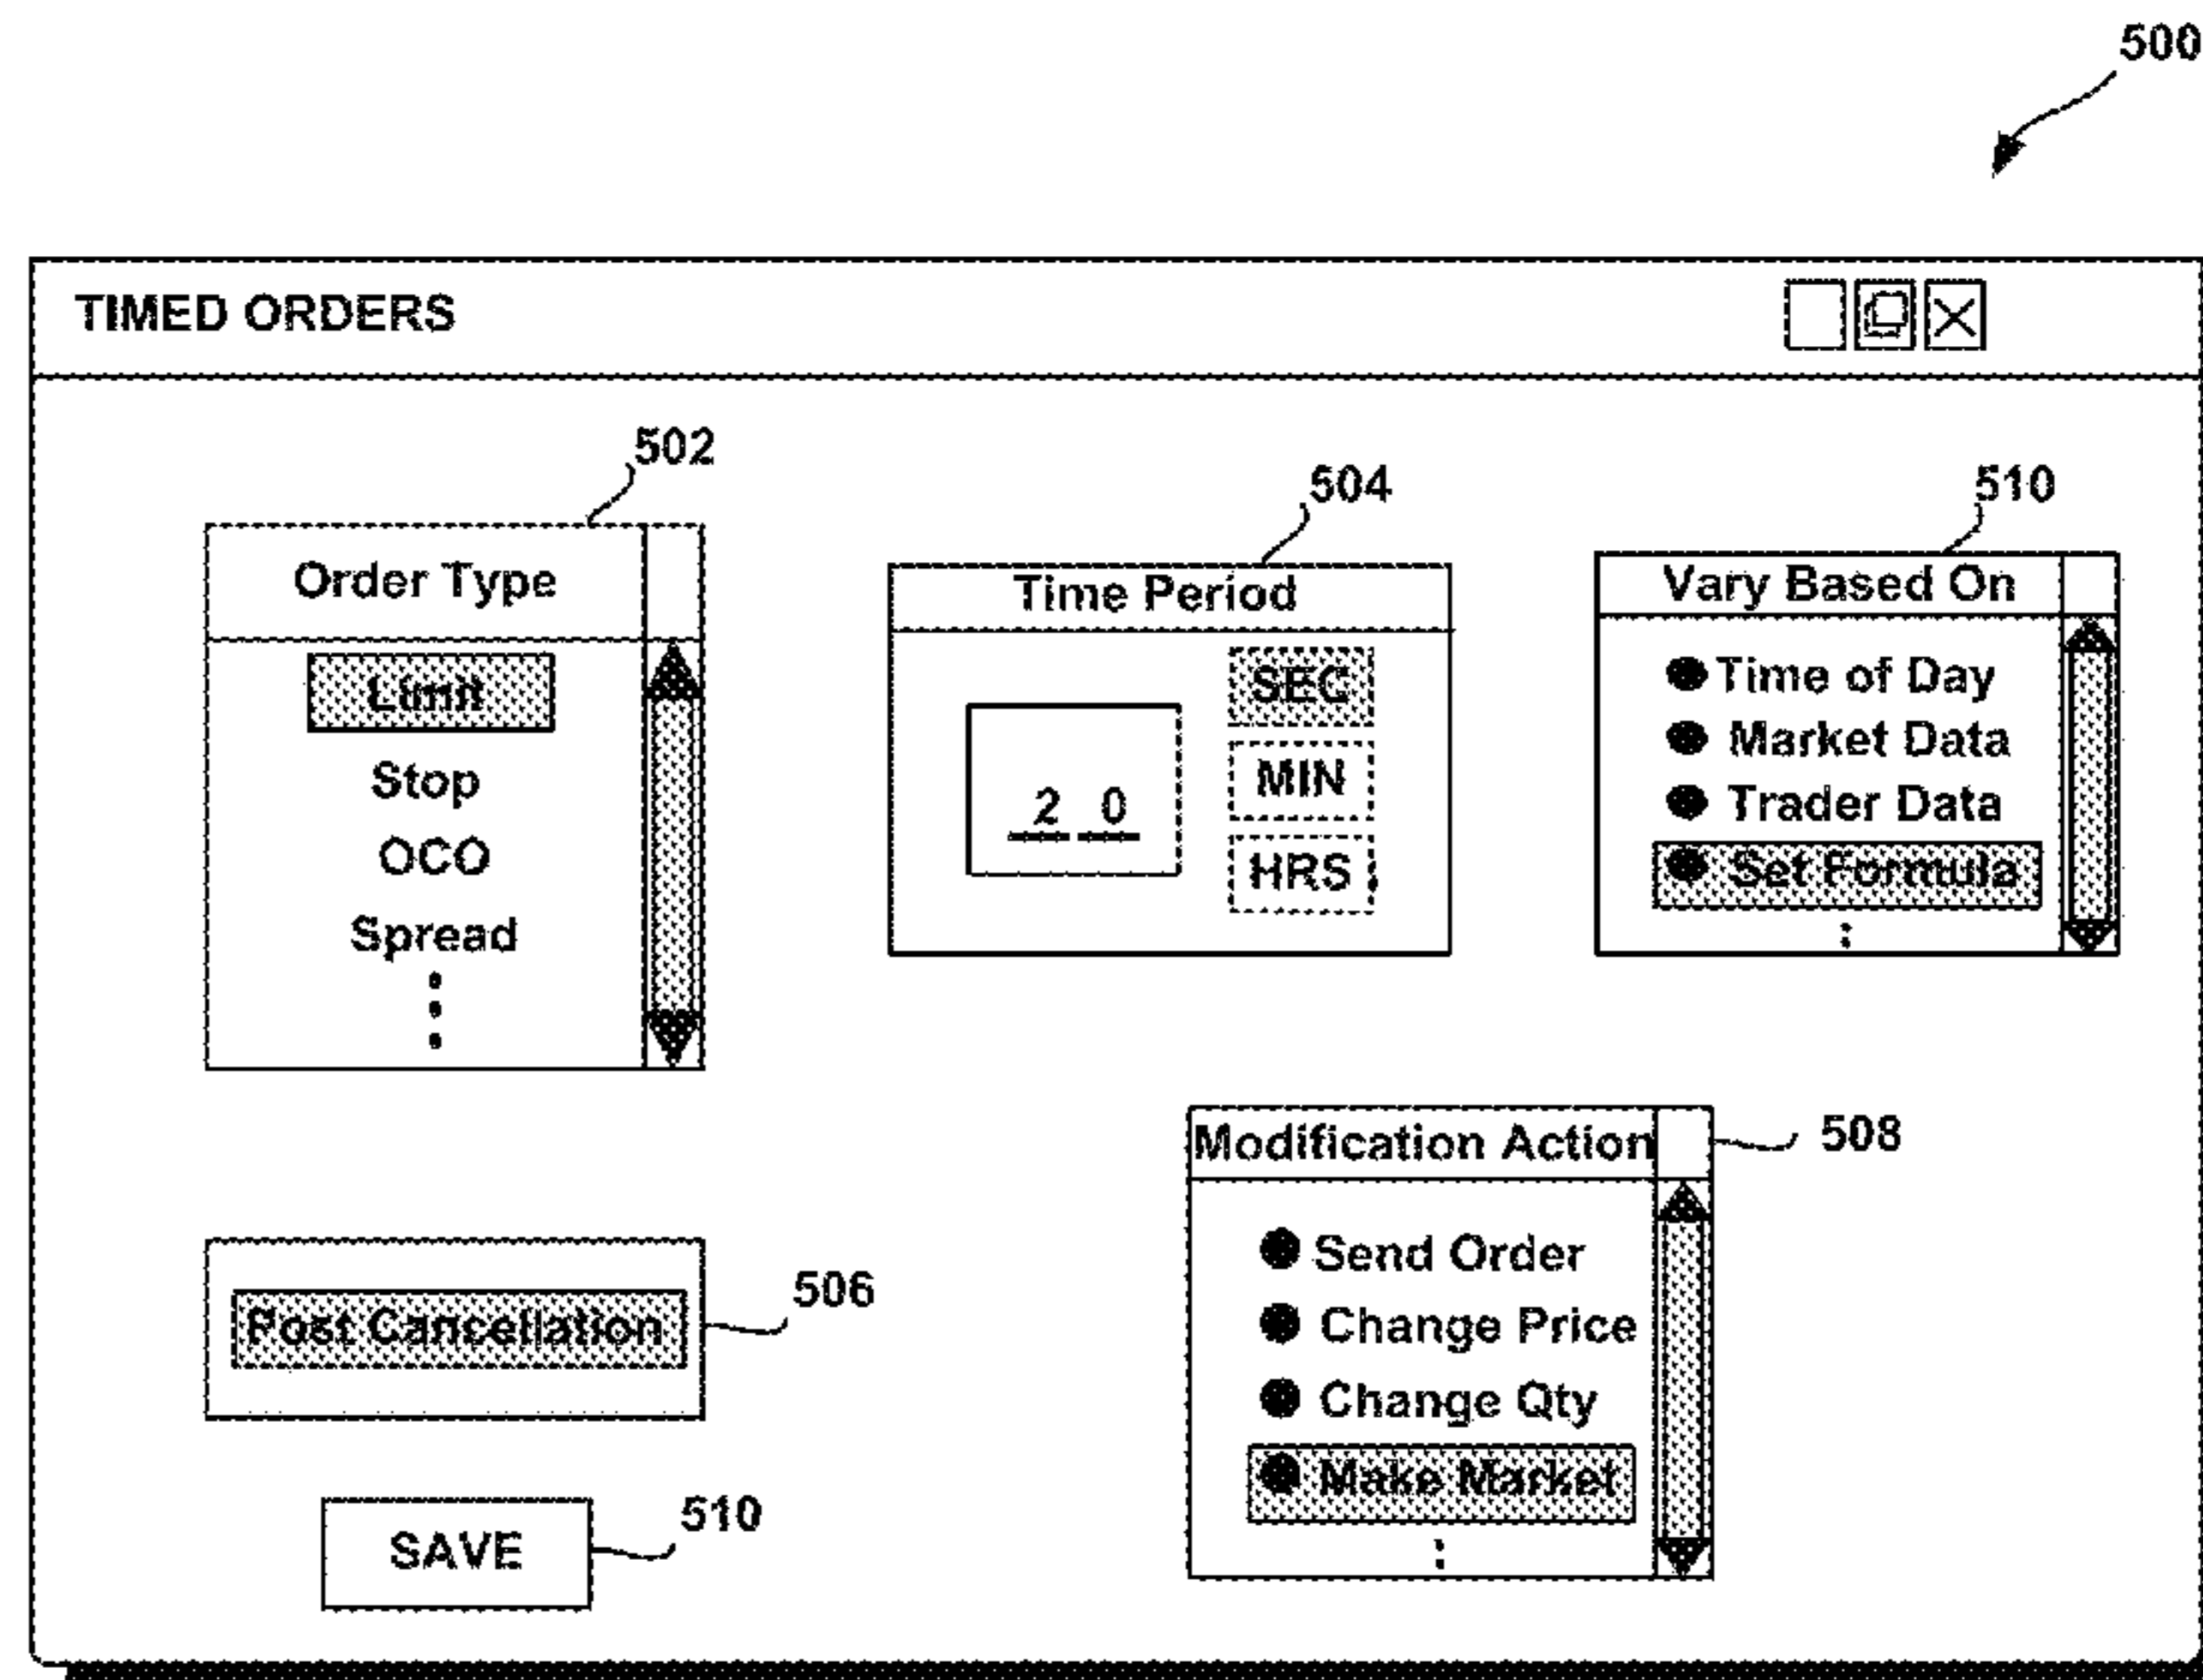 500
TIMED ORDERS
502
504
510
Order Type
Limit
Stop
OCO
Spread
Time Period
2 0
SEC
MIN
HRS
Vary Based On
Time of Day
Market Data
Trader Data
Set Formula
Modification Action
508
Send Order
Change Price
Change Qty
Make Market
Post Cancellation
506
SAVE
510